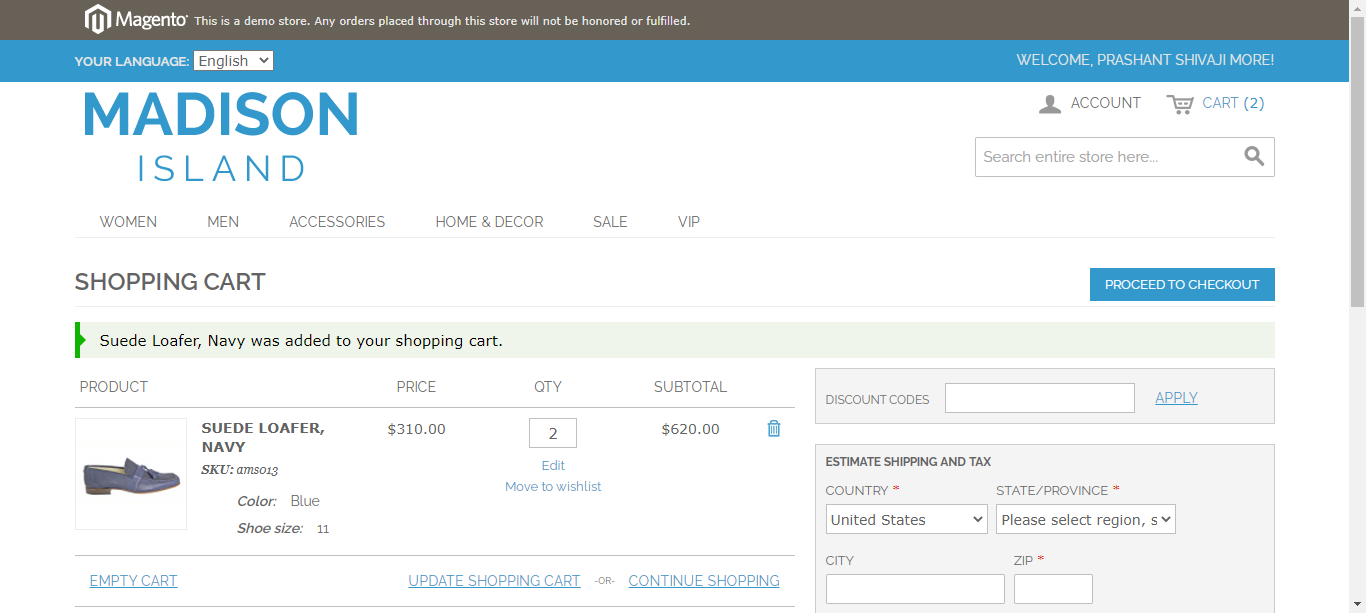 Magento® This is a demo store. Any orders placed through this store will not be honored or fulfilled.
YOUR LANGUAGE: English
WELCOME, PRASHANT SHIVAJI MORE!
MADISON
ISLAND
ACCOUNT CART (2)
Search entire store here...
WOMEN MEN ACCESSORIES HOME & DECOR SALE VIP
SHOPPING CART
PROCEED TO CHECKOUT
Suede Loafer, Navy was added to your shopping cart.
PRODUCT PRICE QTY SUBTOTAL
SUEDE LOAFER, $310.00 2 $620.00
NAVY
SKU: ams013
Edit
Move to wishlist
Color: Blue
Shoe size: 11
EMPTY CART UPDATE SHOPPING CART -OR- CONTINUE SHOPPING
DISCOUNT CODES APPLY
ESTIMATE SHIPPING AND TAX
COUNTRY * STATE/PROVINCE *
United States Please select region, s
CITY ZIP *